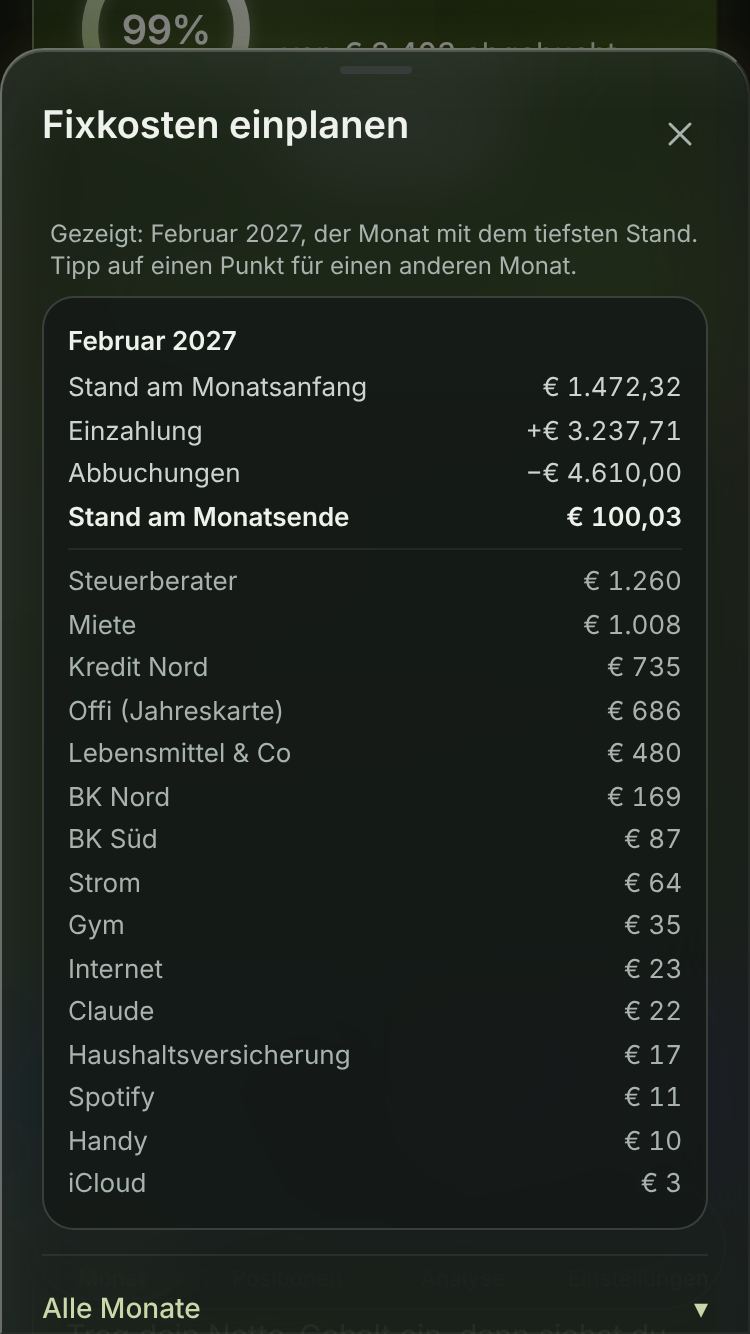 99%
Fixkosten einplanen
Gezeigt: Februar 2027, der Monat mit dem tiefsten Stand.
Tipp auf einen Punkt für einen anderen Monat.
Februar 2027
Stand am Monatsanfang € 1.472,32
Einzahlung +€ 3.237,71
Abbuchungen −€ 4.610,00
Stand am Monatsende € 100,03
Steuerberater € 1.260
Miete € 1.008
Kredit Nord € 735
Offi (Jahreskarte) € 686
Lebensmittel & Co € 480
BK Nord € 169
BK Süd € 87
Strom € 64
Gym € 35
Internet € 23
Claude € 22
Haushaltsversicherung € 17
Spotify € 11
Handy € 10
iCloud € 3
Positionen Analyse Einstellungen
Alle Monate ▼